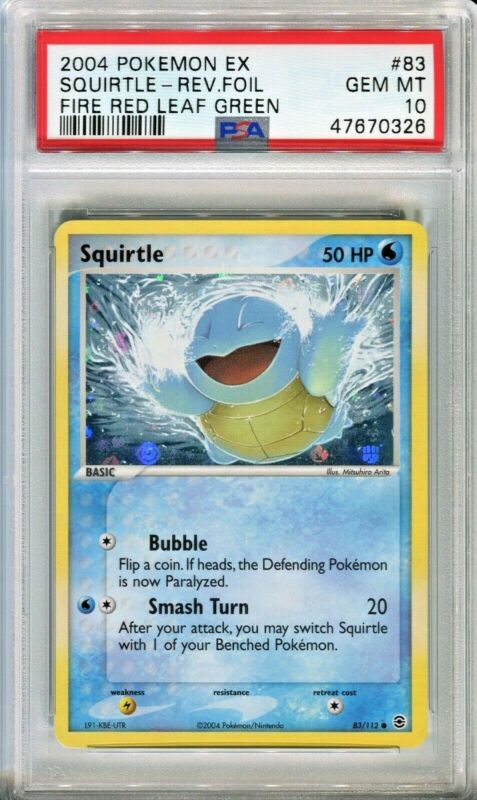 2004 POKEMON EX #83
SQUIRTLE - REV.FOIL GEM MT
FIRE RED LEAF GREEN 10
PSA 47670326
Squirtle 50 HP
BASIC Illus. Mitsuhiro Arita
Bubble
Flip a coin. If heads, the Defending Pokémon
is now Paralyzed.
Smash Turn 20
After your attack, you may switch Squirtle
with 1 of your Benched Pokémon.
weakness resistance retreat cost
L91-KBE-UTR ©2004 Pokémon/Nintendo 83/112